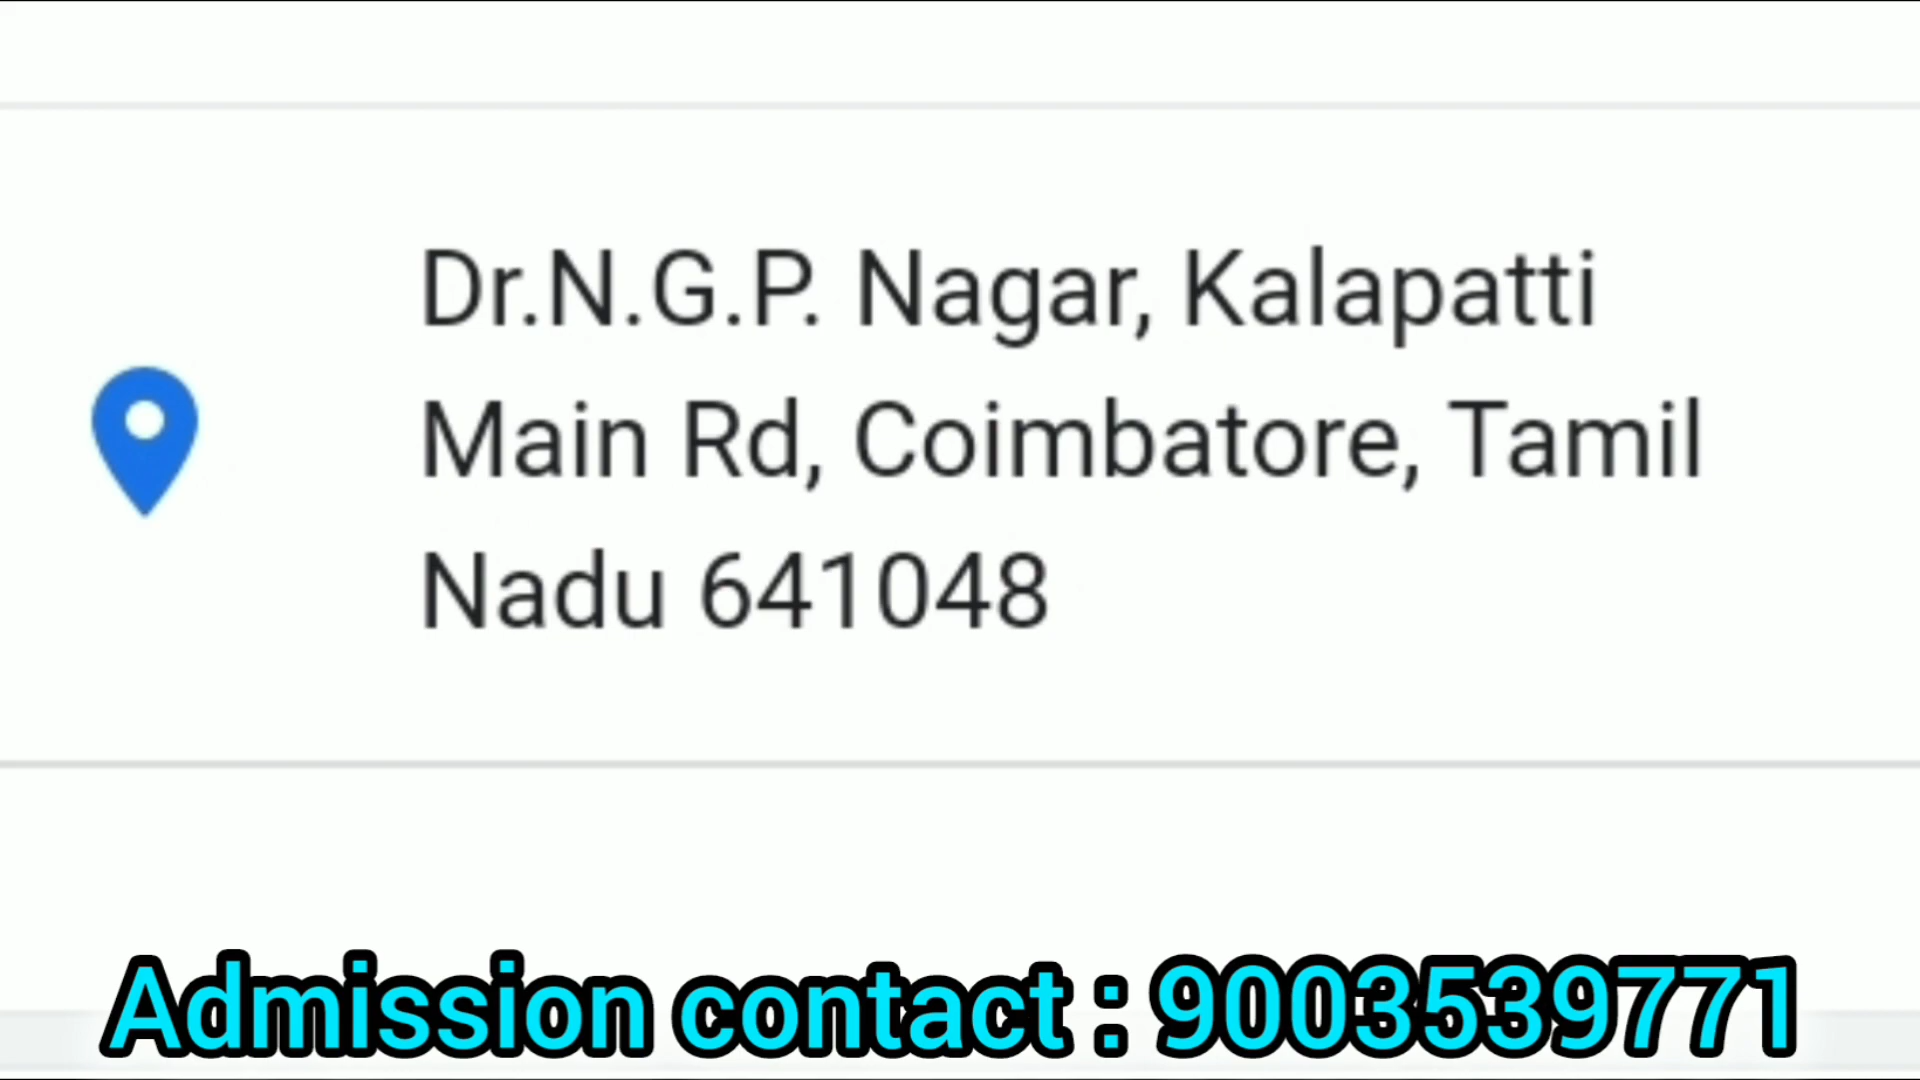 Dr.N.G.P. Nagar, Kalapatti
Main Rd, Coimbatore, Tamil
Nadu 641048
Admission contact : 9003539771